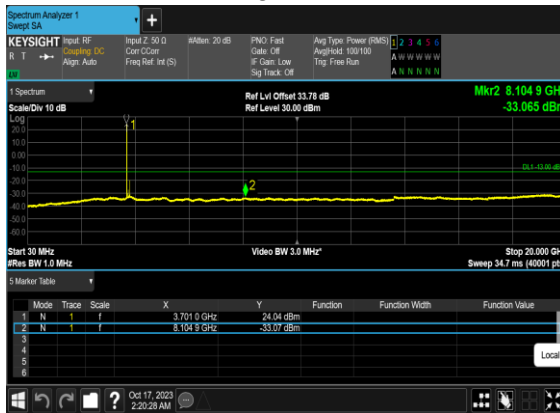 Spectrum Analyzer 1
Swept SA
KEYSIGHT Input: RF Input Z: 50 Ω #Atten: 20 dB PNO: Fast Avg Type: Power (RMS) 1 2 3 4 5 6
R T Coupling: DC Corr CCorr Gate: Off Avg|Hold: 100/100 A W W W W W
Align: Auto Freq Ref: Int (S) IF Gain: Low Trig: Free Run
Sig Track: Off A N N N N N
1 Spectrum Ref Lvl Offset 33.78 dB Mkr2 8.104 9 GH
Scale/Div 10 dB Ref Level 30.00 dBm -33.065 dB
Log
20.0
10.0
0.00
-10.0
DL1 -13.00 dB
-20.0
-30.0
-40.0
-50.0
-60.0
1
2
Start 30 MHz Video BW 3.0 MHz* Stop 20.000 GH
#Res BW 1.0 MHz Sweep 34.7 ms (40001 pt
5 Marker Table
Mode Trace Scale X Y Function Function Width Function Value
1 N 1 f 3.701 0 GHz 24.04 dBm
2 N 1 f 8.104 9 GHz -33.07 dBm
3
4
5
6
Local
? Oct 17, 2023
2:20:28 AM